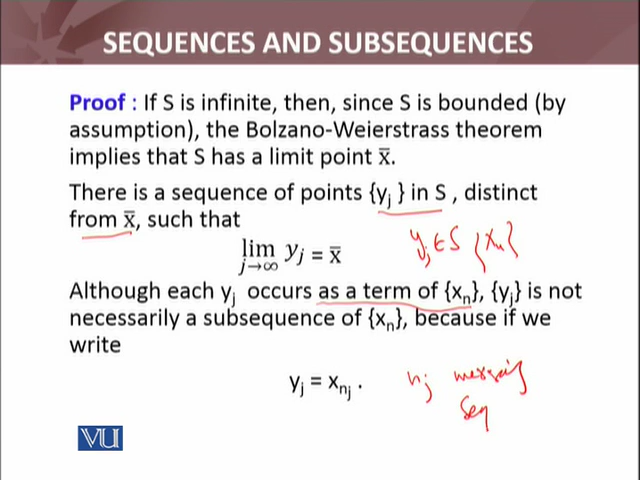 SEQUENCES AND SUBSEQUENCES
Proof : If S is infinite, then, since S is bounded (by
assumption), the Bolzano-Weierstrass theorem
implies that S has a limit point x̅.
There is a sequence of points {yⱼ } in S , distinct
from x̅, such that
lim yⱼ = x̅
j→∞
yⱼ ∈ S {xₙ}
Although each yⱼ occurs as a term of {xₙ}, {yⱼ} is not
necessarily a subsequence of {xₙ}, because if we
write
yⱼ = xₙⱼ .
nⱼ
Seq
VU